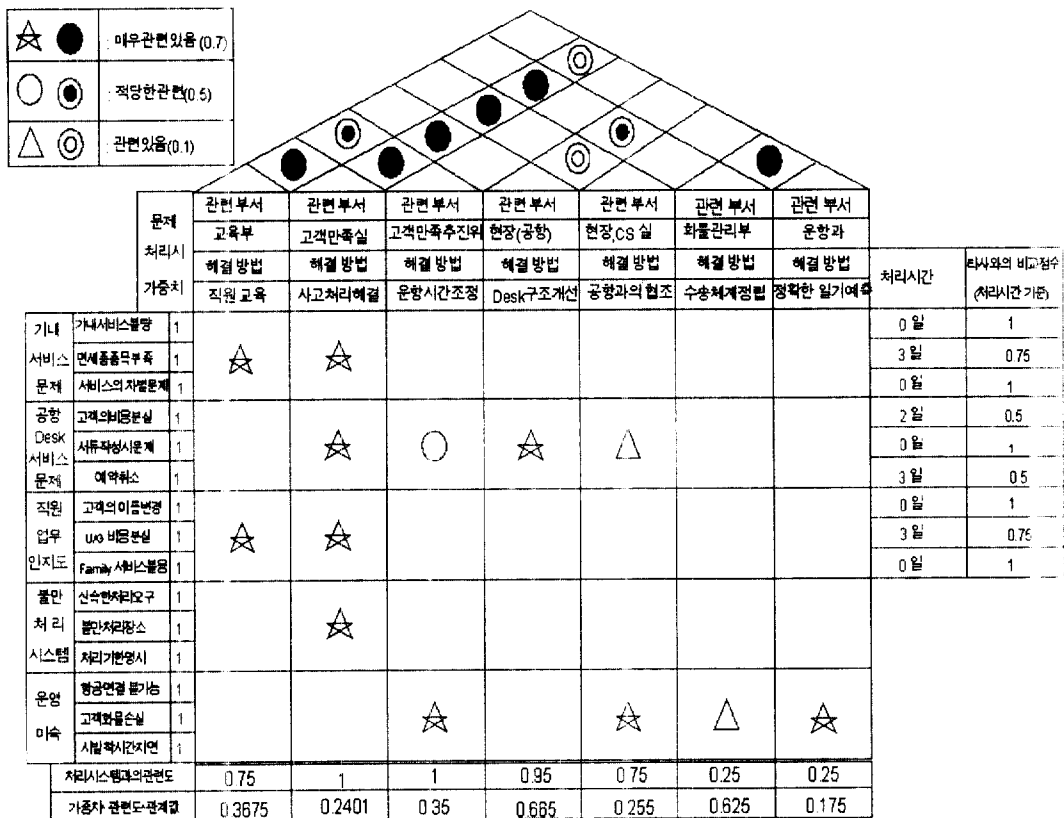 매우관련있음(0.7)
: 적당한관련(0.5)
: 관련있음(0.1)
문제
처리시
가중치
관련 부서 관련 부서 관련 부서 관련 부서 관련 부서 관련 부서 관련 부서
교육부 고객만족실 고객만족추진위 현장(공항) 현장,CS 실 화물관리부 운항과
해결 방법 해결 방법 해결 방법 해결 방법 해결 방법 해결 방법 해결 방법
직원 교육 사고처리해결 운항시간조정 Desk구조개선 공항과의 협조 수송체계정립 정확한 일기예측
처리시간
타사와의 비교점수
(처리시간 기준)
기내
서비스
문제
기내서비스불량 1 0 일 1
면세품품목부족 1 3 일 0.75
서비스의 차별문제 1 0 일 1
공항
Desk
서비스
문제
고객의비용분실 1 2 일 0.5
서류작성시문제 1 0 일 1
예약취소 1 3 일 0.5
직원
업무
인지도
고객의 이름변경 1 0 일 1
비용분실 1 3 일 0.75
Family 서비스불응 1 0 일 1
불만
처 리
시스템
신속한처리요구 1
불만처리장소 1
처리기한명시 1
운영
미숙
항공연결 불가능 1
고객화물손실 1
시발착시간지연 1
처리시스템과의관련도 0.75 1 1 0.95 0.75 0.25 0.25
가중치 관련도 관계값 0.3675 0.2401 0.35 0.665 0.255 0.625 0.175